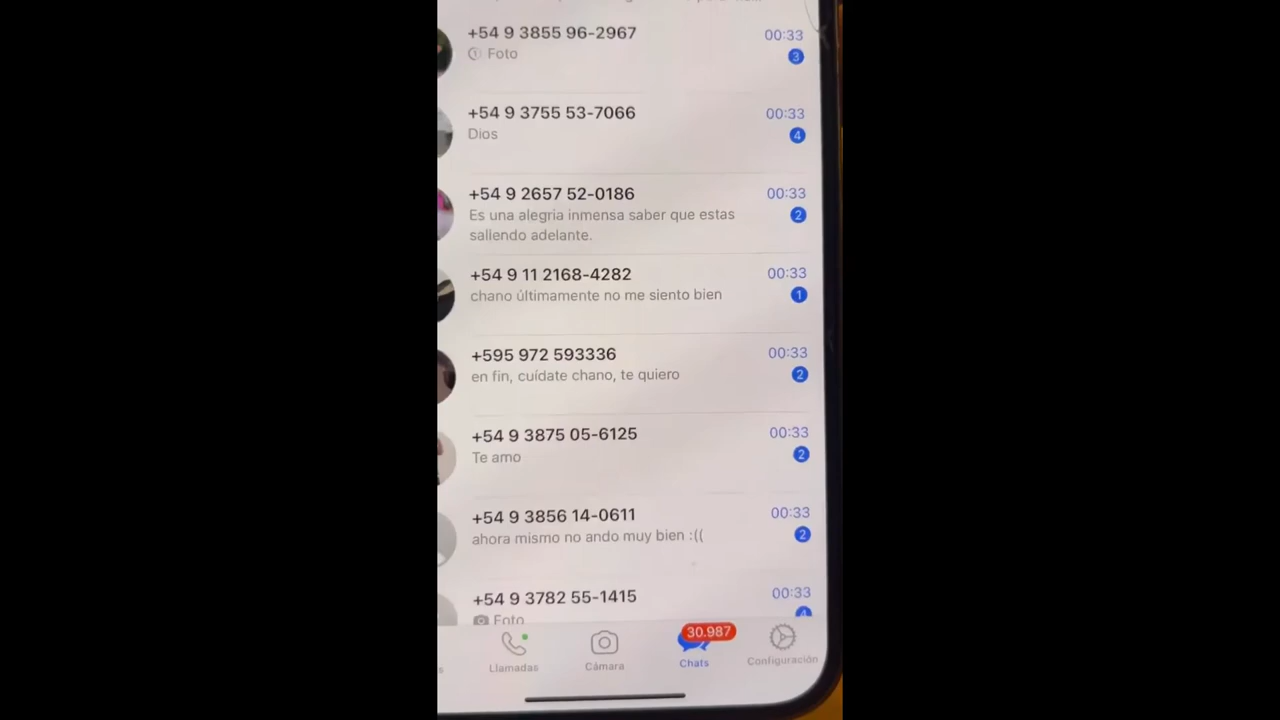 +54 9 3855 96-2967
00:33
Foto
3
+54 9 3755 53-7066
00:33
Dios
4
+54 9 2657 52-0186
00:33
Es una alegria inmensa saber que estas
2
saliendo adelante.
+54 9 11 2168-4282
00:33
chano últimamente no me siento bien
1
+595 972 593336
00:33
en fin, cuídate chano, te quiero
2
+54 9 3875 05-6125
00:33
Te amo
2
+54 9 3856 14-0611
00:33
ahora mismo no ando muy bien :((
2
+54 9 3782 55-1415
00:33
Foto
4
30.987
Llamadas
Cámara
Chats
Configuración